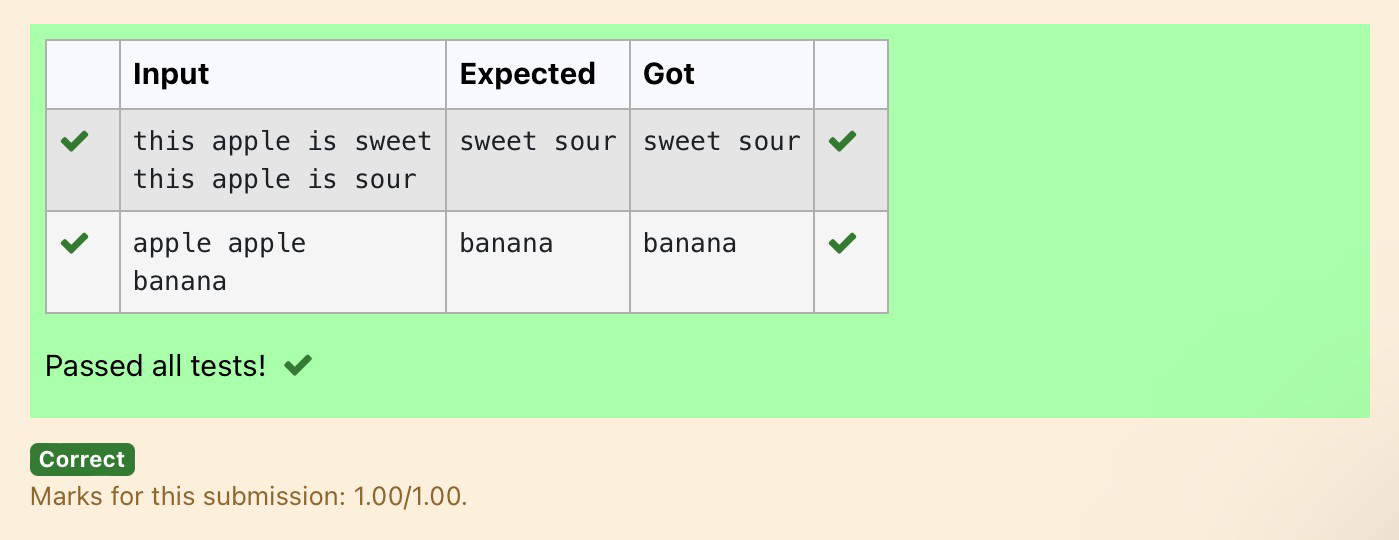 Input Expected Got
this apple is sweet sweet sour sweet sour
this apple is sour
apple apple banana banana
banana
Passed all tests!
Correct
Marks for this submission: 1.00/1.00.